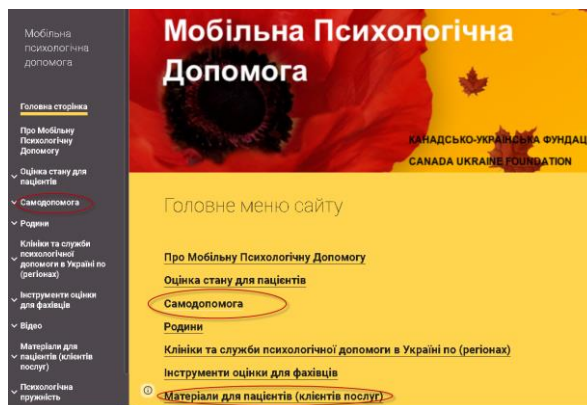 Мобільна
психологічна
допомога
Головна сторінка
Про Мобільну
Психологічну
Допомогу
Оцінка стану для
пацієнтів
Самодопомога
Родини
Клініки та служби
психологічної
допомоги в Україні по
(регіонах)
Інструменти оцінки
для фахівців
Відео
Матеріали для
пацієнтів (клієнтів
послуг)
Психологічна
пружність
Мобільна Психологічна
Допомога
КАНАДСЬКО-УКРАЇНСЬКА ФУНДАЦ
CANADA UKRAINE FOUNDATION
Головне меню сайту
Про Мобільну Психологічну Допомогу
Оцінка стану для пацієнтів
Самодопомога
Родини
Клініки та служби психологічної допомоги в Україні по (регіонах)
Інструменти оцінки для фахівців
Матеріали для пацієнтів (клієнтів послуг)